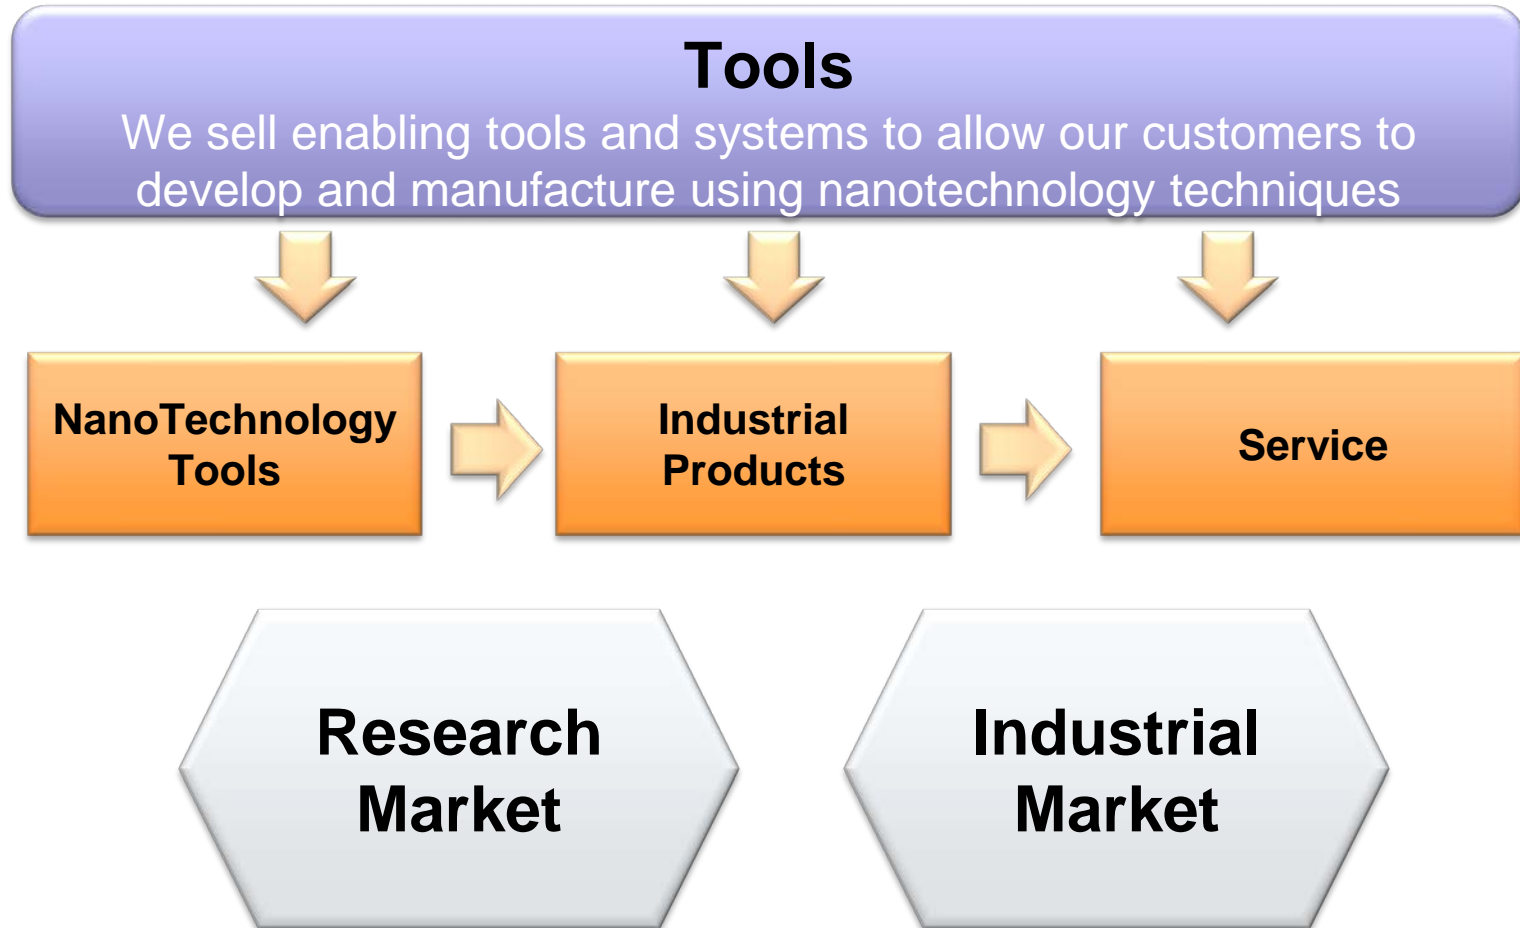 Tools
We sell enabling tools and systems to allow our customers to
develop and manufacture using nanotechnology techniques
NanoTechnology
Tools
Industrial
Products
Service
Research
Market
Industrial
Market